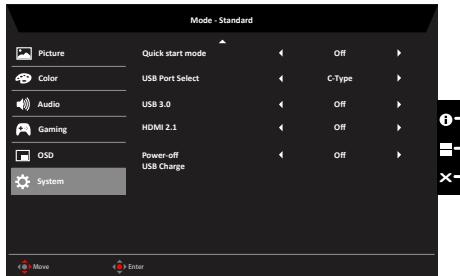 Mode - Standard
Picture
Quick start mode
Off
Color
USB Port Select
C-Type
Audio
USB 3.0
Off
Gaming
HDMI 2.1
Off
OSD
Power-off
USB Charge
Off
System
Move
Enter